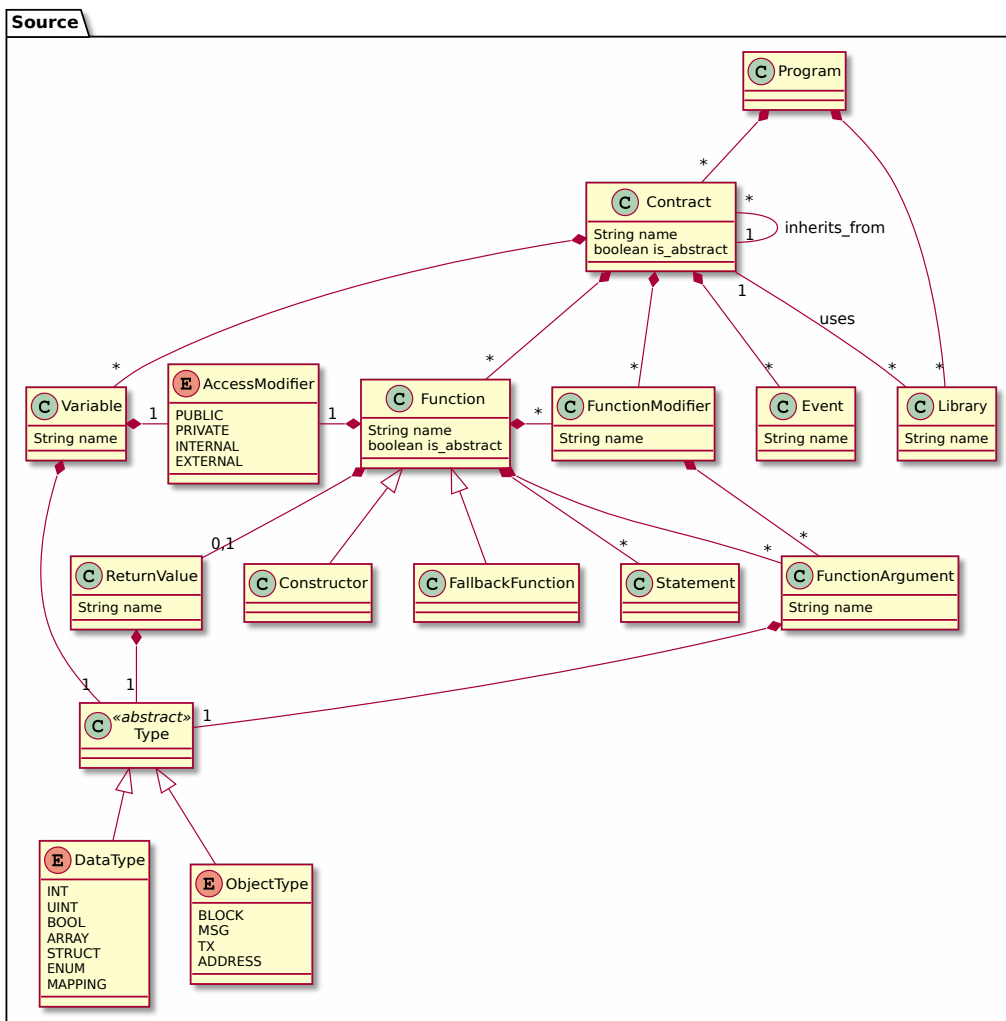 Source
C Program
*
C Contract
String name
boolean is_abstract
*
1
inherits_from
1
uses
*
*
*
*
*
*
C Variable
String name
1
E AccessModifier
PUBLIC
PRIVATE
INTERNAL
EXTERNAL
1
C Function
String name
boolean is_abstract
*
C FunctionModifier
String name
C Event
String name
C Library
String name
0,1
*
*
*
C ReturnValue
String name
C Constructor
C FallbackFunction
C Statement
C FunctionArgument
String name
1
1
1
C «abstract»
Type
E DataType
INT
UINT
BOOL
ARRAY
STRUCT
ENUM
MAPPING
E ObjectType
BLOCK
MSG
TX
ADDRESS